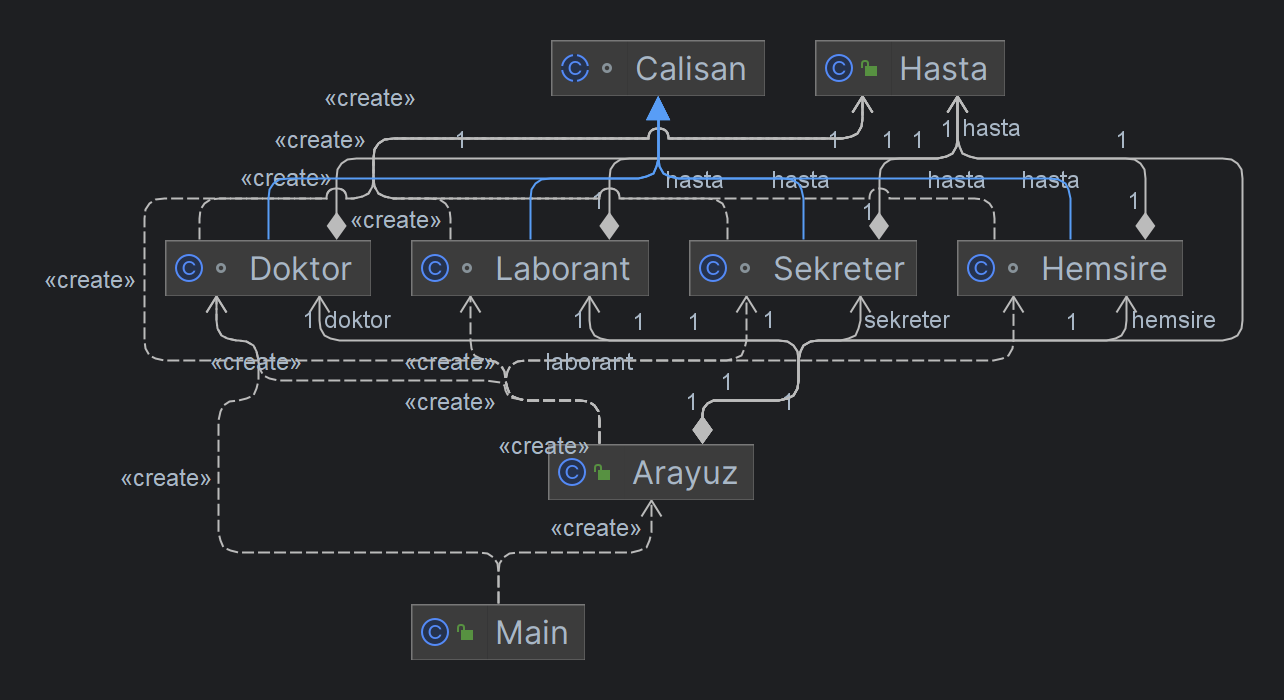 Calisan
Hasta
«create»
«create»
1
1
1
1
1
hasta
1
«create»
hasta
hasta
hasta
hasta
1
1
1
«create»
Doktor
Laborant
Sekreter
Hemsire
«create»
1
doktor
1
1
1
1
sekreter
1
hemsire
«create»
«create»
laborant
1
«create»
1
1
«create»
Arayuz
«create»
«create»
Main